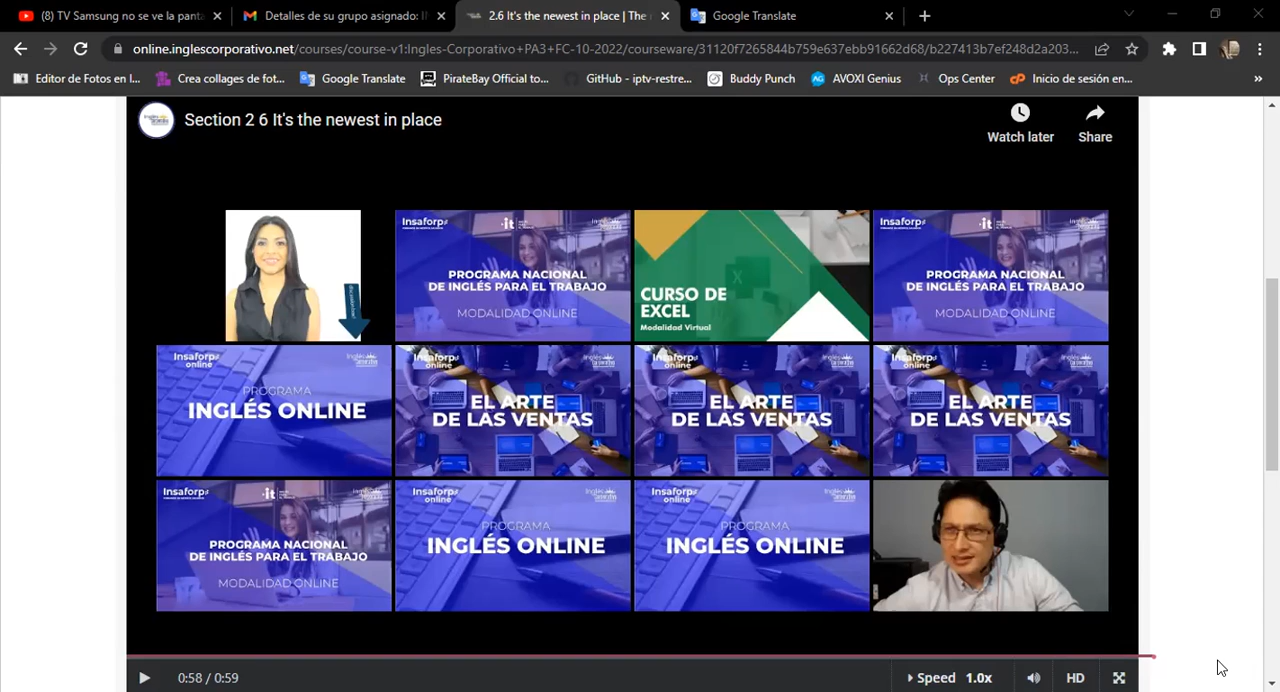 (8) TV Samsung no se ve la panta
Detalles de su grupo asignado: I
2.6 It's the newest in place | The r
Google Translate
online.inglescorporativo.net/courses/course-v1:Ingles-Corporativo+PA3+FC-10-2022/courseware/31120f7265844b759e637ebb91662d68/b227413b7ef248d2a203...
Editor de Fotos en l...
Crea collages de fot...
Google Translate
PirateBay Official to...
GitHub - iptv-restre...
Buddy Punch
AVOXI Genius
Ops Center
Inicio de sesión en...
Section 2 6 It's the newest in place
Watch later
Share
Insaforp
.it
PROGRAMA NACIONAL
DE INGLÉS PARA EL TRABAJO
MODALIDAD ONLINE
CURSO DE
EXCEL
Modalidad Virtual
Insaforp
.it
PROGRAMA NACIONAL
DE INGLÉS PARA EL TRABAJO
MODALIDAD ONLINE
Insaforp
online
PROGRAMA
INGLÉS ONLINE
Insaforp
online
EL ARTE
DE LAS VENTAS
Insaforp
online
EL ARTE
DE LAS VENTAS
Insaforp
online
EL ARTE
DE LAS VENTAS
Insaforp
.it
PROGRAMA NACIONAL
DE INGLÉS PARA EL TRABAJO
MODALIDAD ONLINE
Insaforp
online
PROGRAMA
INGLÉS ONLINE
Insaforp
online
PROGRAMA
INGLÉS ONLINE
0:58 / 0:59
Speed 1.0x
HD